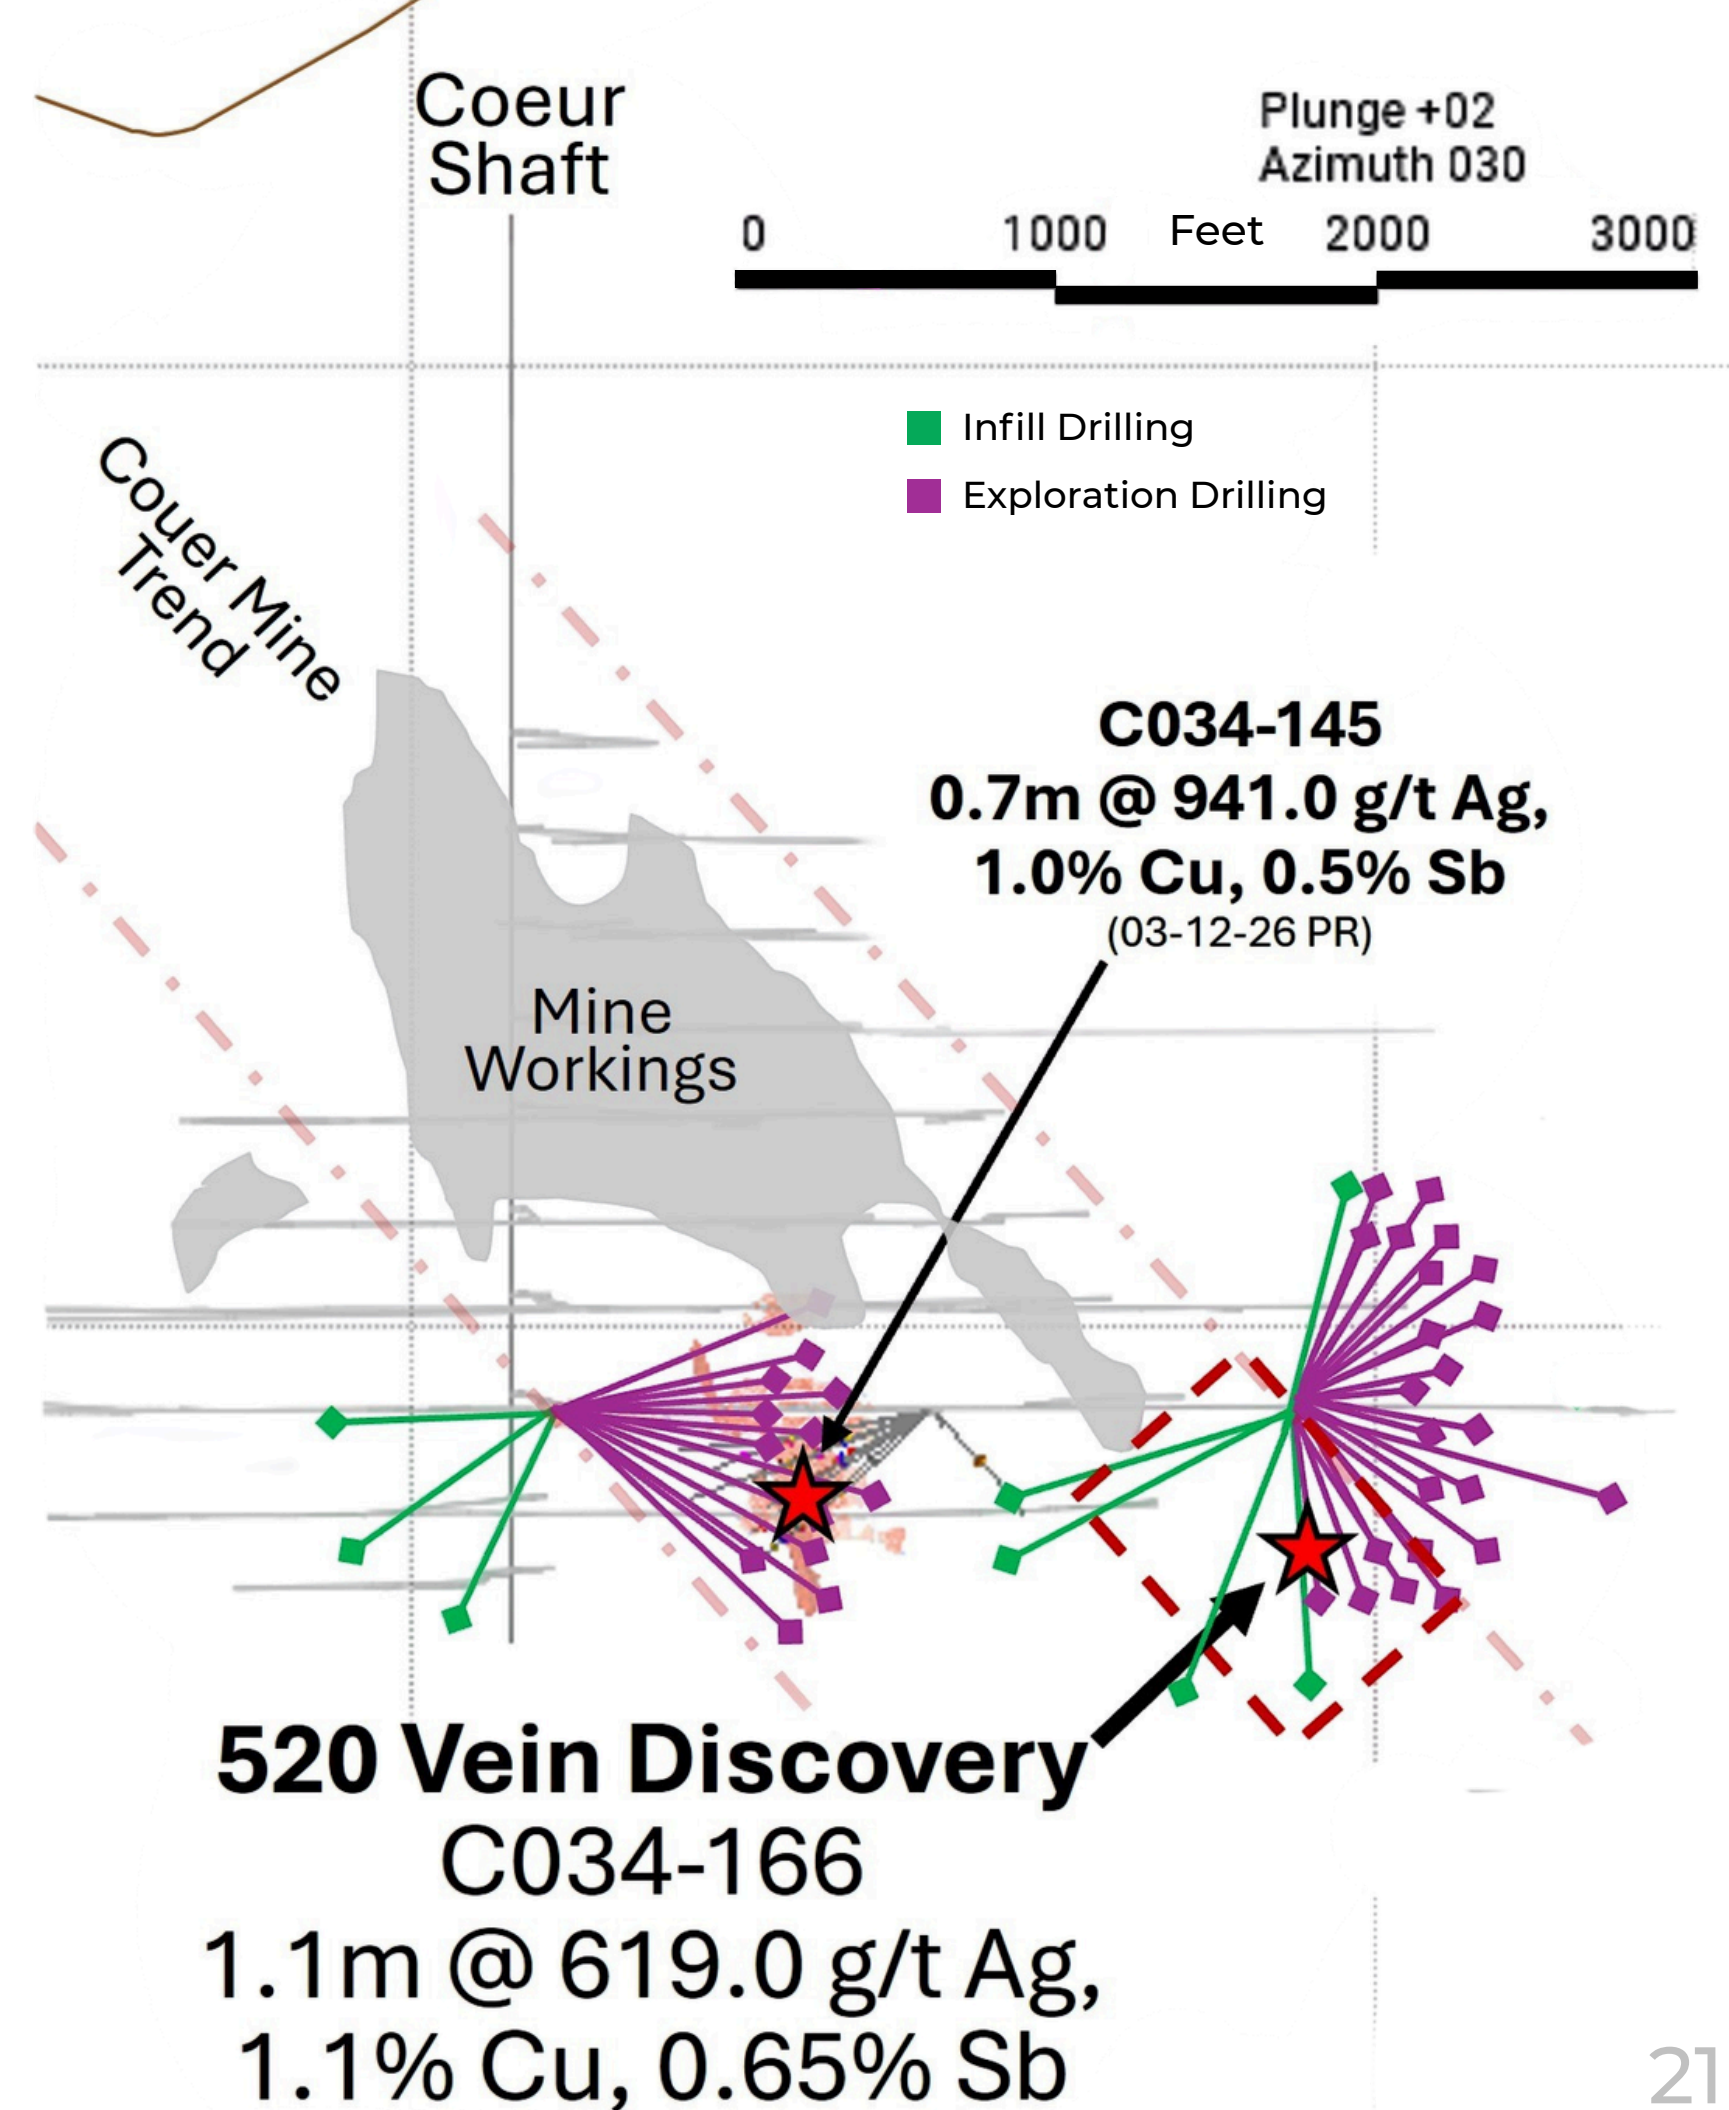 Coeur
Shaft
Plunge +02
Azimuth 030
0 1000 Feet 2000 3000
Infill Drilling
Exploration Drilling
Couer Mine
Trend
C034-145
0.7m @ 941.0 g/t Ag,
1.0% Cu, 0.5% Sb
(03-12-26 PR)
Mine
Workings
520 Vein Discovery
C034-166
1.1m @ 619.0 g/t Ag,
1.1% Cu, 0.65% Sb
21